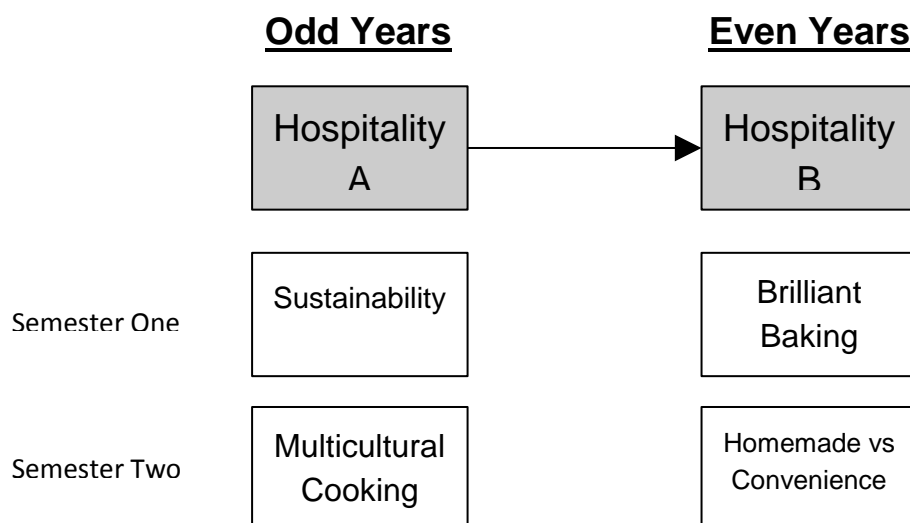 Odd Years
Even Years
Hospitality
A
Hospitality
B
Semester One
Sustainability
Brilliant
Baking
Semester Two
Multicultural
Cooking
Homemade vs
Convenience